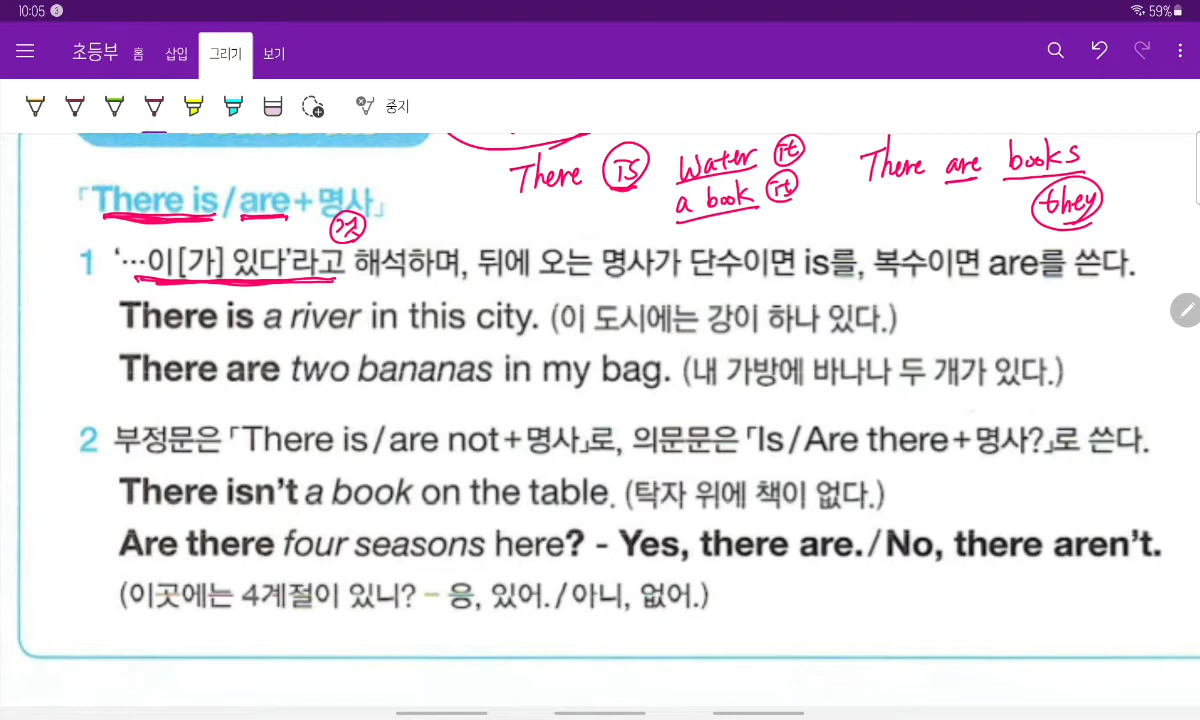 10:05 3 59%
초등부 홈 삽입 그리기 보기
중지
There is water it There are books
a book it they
「There is/are+명사」
것
1 ‘…이[가] 있다’라고 해석하며, 뒤에 오는 명사가 단수이면 is를, 복수이면 are를 쓴다.
There is a river in this city. (이 도시에는 강이 하나 있다.)
There are two bananas in my bag. (내 가방에 바나나 두 개가 있다.)
2 부정문은 「There is/are not+명사」로, 의문문은 「Is/Are there+명사?」로 쓴다.
There isn’t a book on the table. (탁자 위에 책이 없다.)
Are there four seasons here? - Yes, there are./No, there aren’t.
(이곳에는 4계절이 있니? – 응, 있어./아니, 없어.)